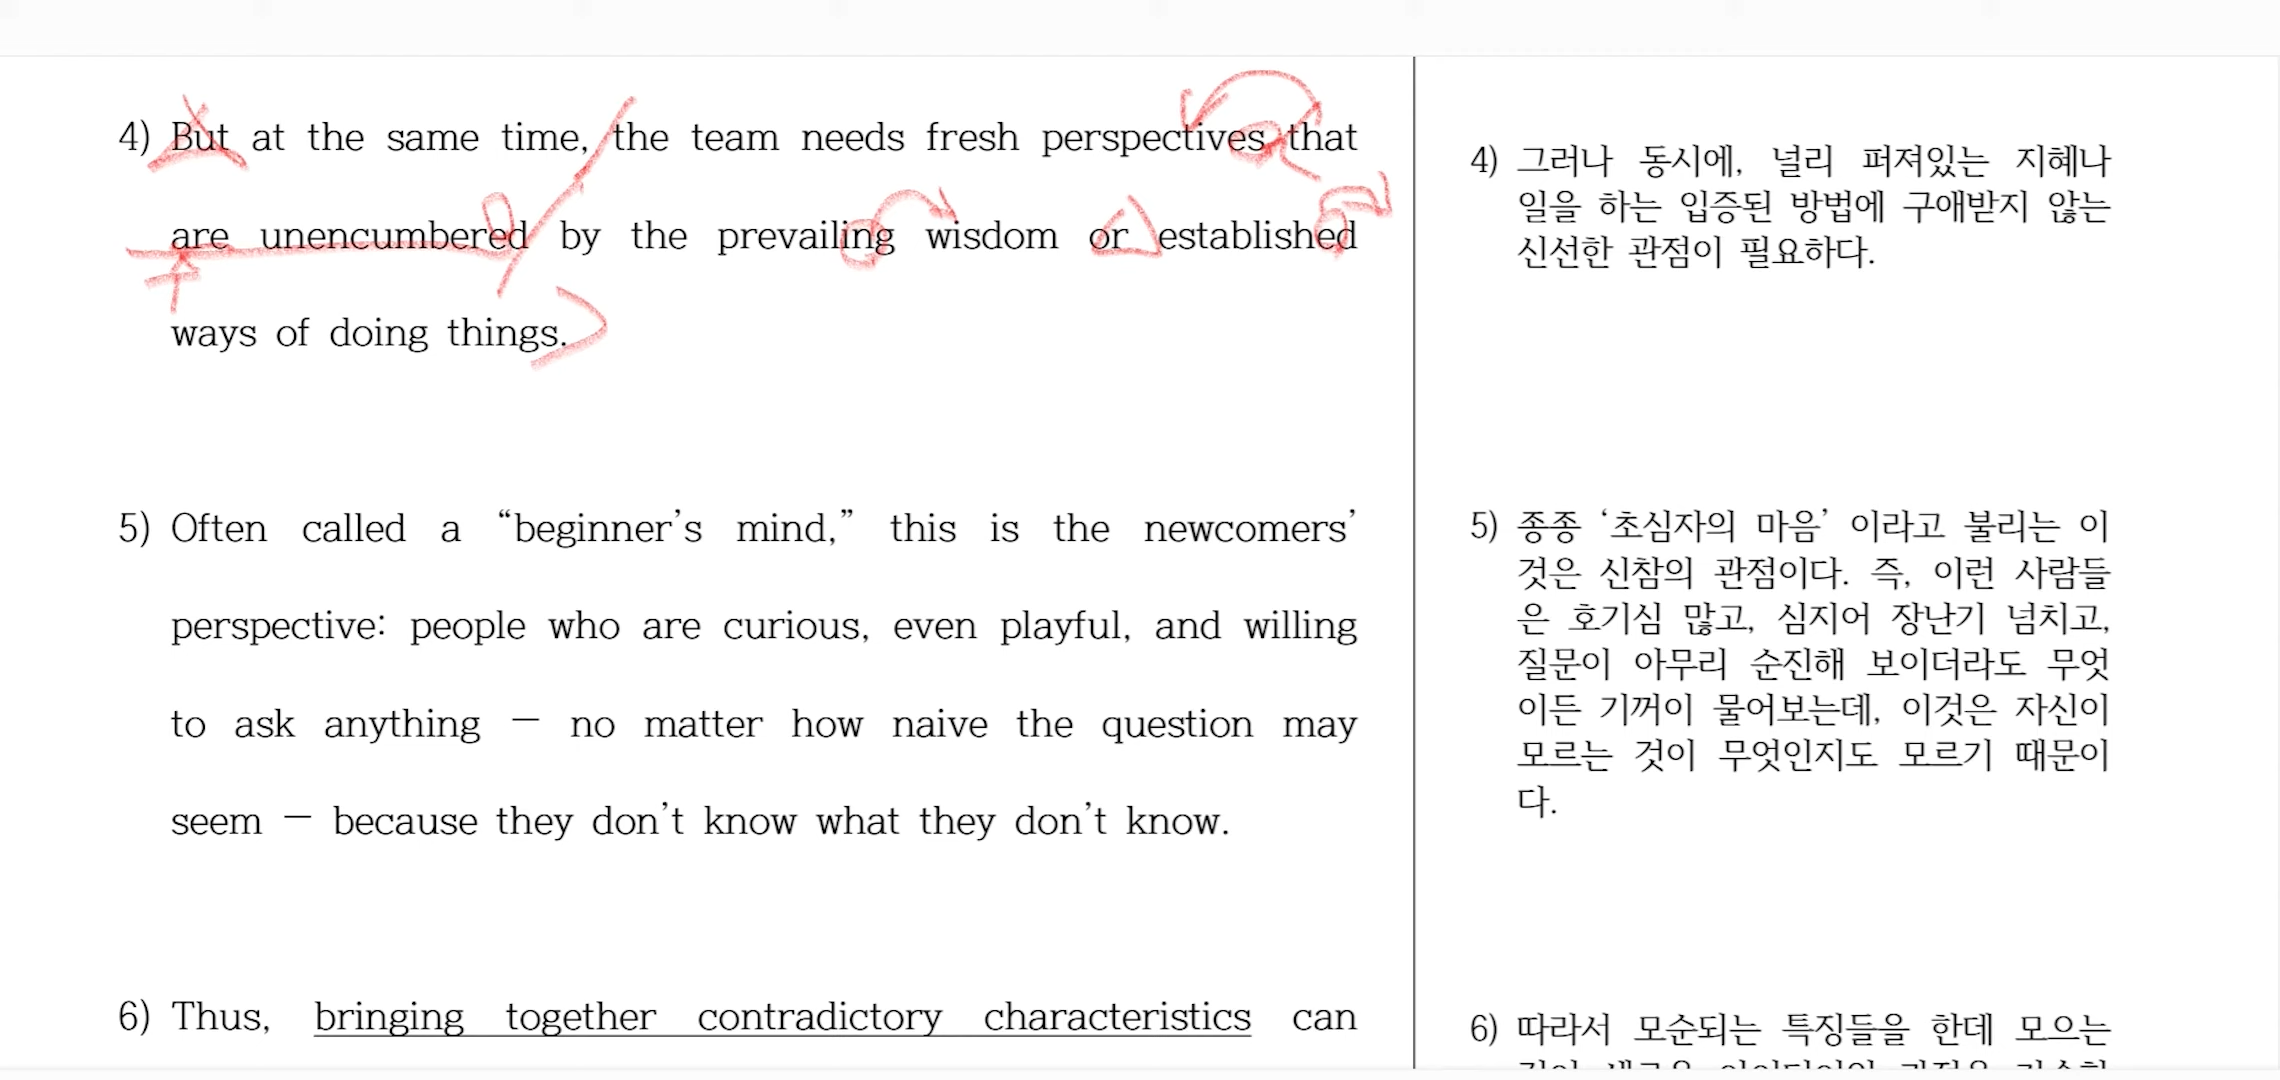 4) But at the same time, the team needs fresh perspectives that
are unencumbered by the prevailing wisdom or established
ways of doing things.
5) Often called a “beginner’s mind,” this is the newcomers’
perspective: people who are curious, even playful, and willing
to ask anything – no matter how naive the question may
seem – because they don’t know what they don’t know.
6) Thus, bringing together contradictory characteristics can
4) 그러나 동시에, 널리 퍼져있는 지혜나
일을 하는 입증된 방법에 구애받지 않는
신선한 관점이 필요하다.
5) 종종 ‘초심자의 마음’ 이라고 불리는 이
것은 신참의 관점이다. 즉, 이런 사람들
은 호기심 많고, 심지어 장난기 넘치고,
질문이 아무리 순진해 보이더라도 무엇
이든 기꺼이 물어보는데, 이것은 자신이
모르는 것이 무엇인지도 모르기 때문이
다.
6) 따라서 모순되는 특징들을 한데 모으는